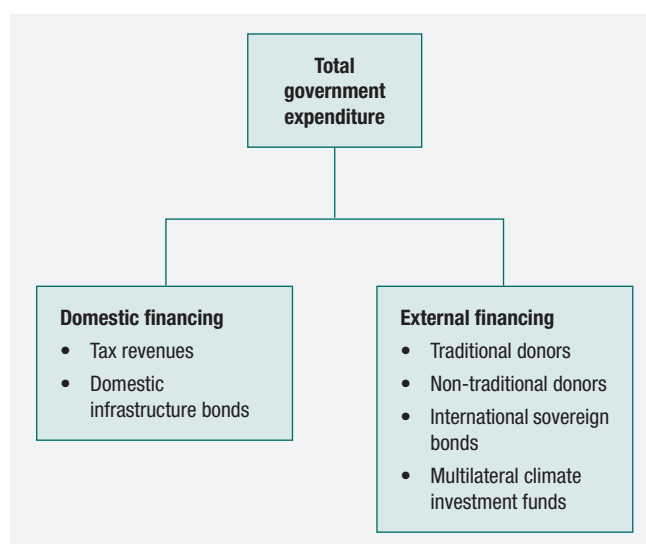 Total
government
expenditure
Domestic financing
• Tax revenues
• Domestic
infrastructure bonds
External financing
• Traditional donors
• Non-traditional donors
• International sovereign
bonds
• Multilateral climate
investment funds